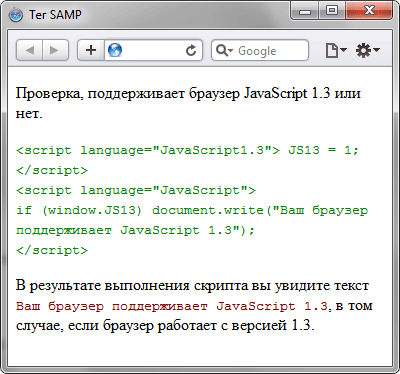 Тег SAMP
Google
Проверка, поддерживает браузер JavaScript 1.3 или
нет.
<script language="JavaScript1.3"> JS13 = 1;
</script>
<script language="JavaScript">
if (window.JS13) document.write("Ваш браузер
поддерживает JavaScript 1.3");
</script>
В результате выполнения скрипта вы увидите текст
Ваш браузер поддерживает JavaScript 1.3, в том
случае, если браузер работает с версией 1.3.